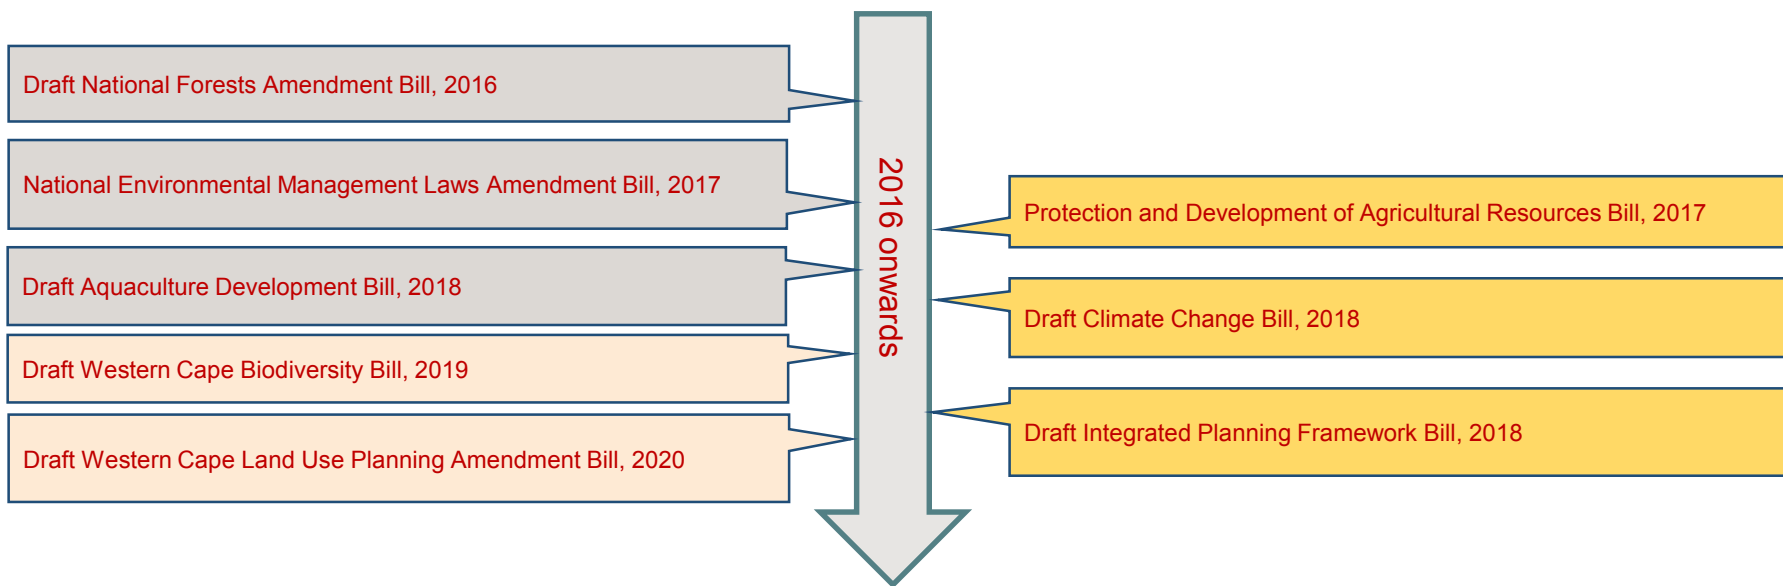 Draft National Forests Amendment Bill, 2016
National Environmental Management Laws Amendment Bill, 2017
Draft Aquaculture Development Bill, 2018
Draft Western Cape Biodiversity Bill, 2019
Draft Western Cape Land Use Planning Amendment Bill, 2020
2016 onwards
Protection and Development of Agricultural Resources Bill, 2017
Draft Climate Change Bill, 2018
Draft Integrated Planning Framework Bill, 2018